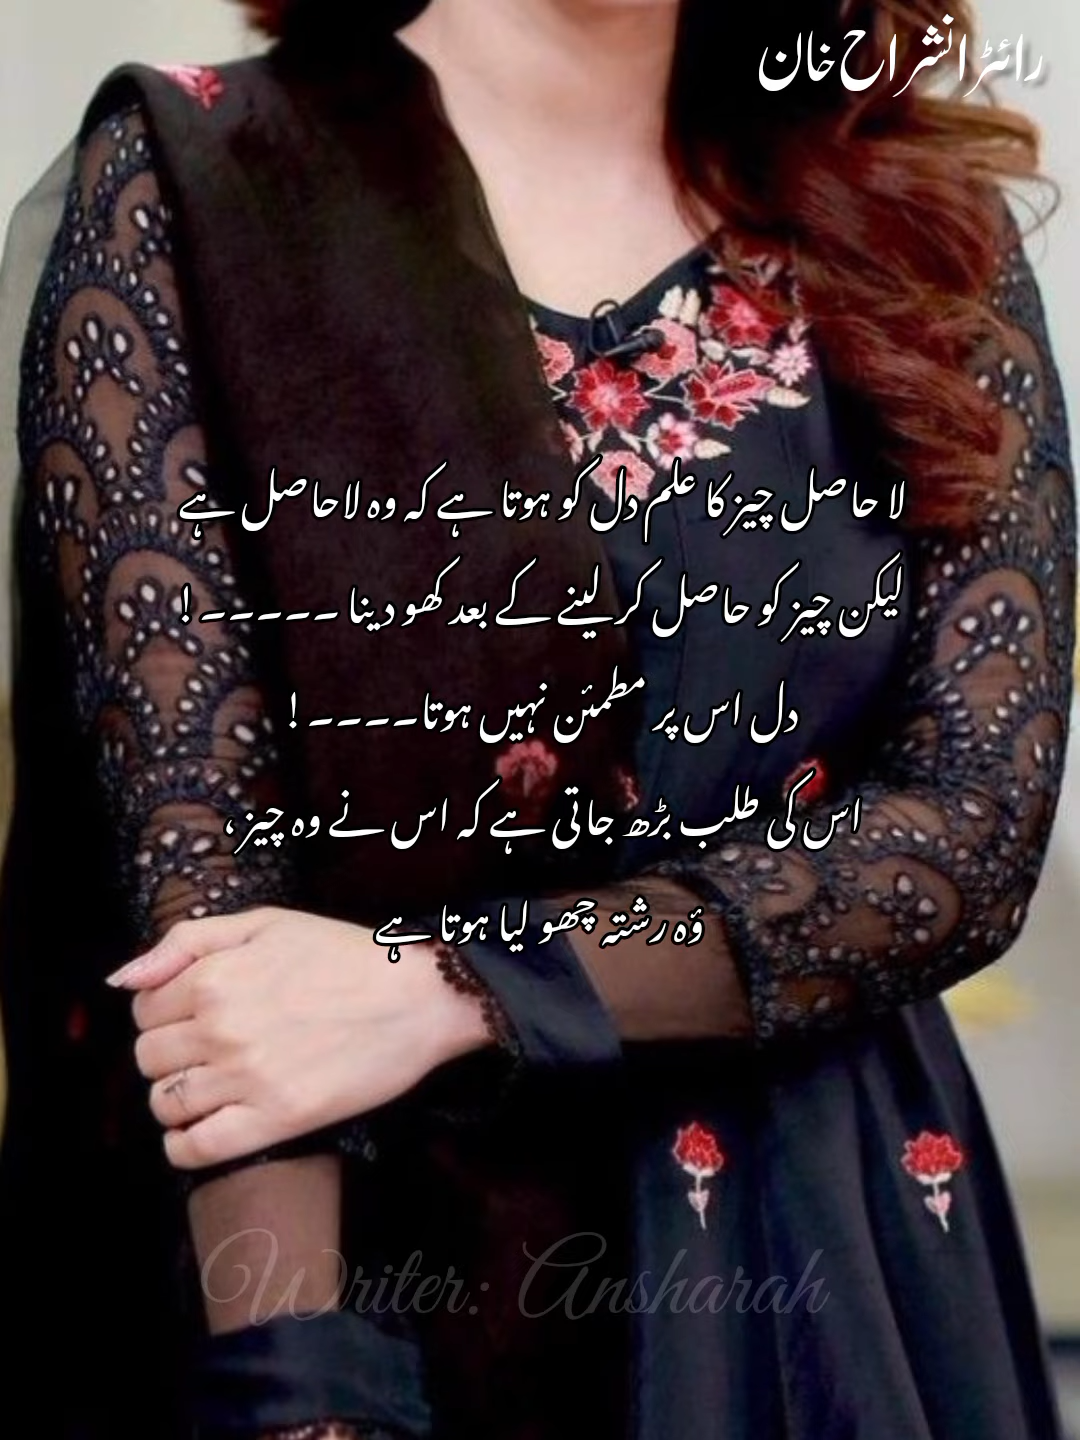 رائٹر انشراح خان
لا حاصل چیز کا علم دل کو ہوتا ہے کہ وہ لاحاصل ہے
لیکن چیز کو حاصل کر لینے کے بعد کھو دینا ۔۔۔۔۔ !
دل اس پر مطمئن نہیں ہوتا۔۔۔۔ !
اس کی طلب بڑھ جاتی ہے کہ اس نے وہ چیز ،
وٴہ رشتہ چھو لیا ہوتا ہے
Writer: Ansharah